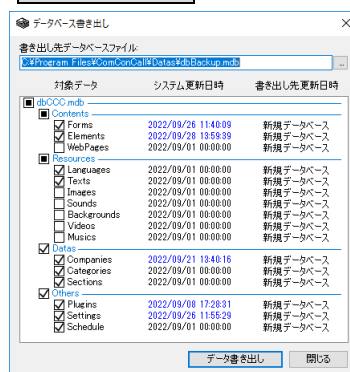 データベース書き出し
書き出し先データベースファイル:
C:¥Program Files¥ComConCall¥Datas¥dbBackup.mdb ...
対象データ システム更新日時 書き出し先更新日時
dbCCC.mdb
Contents
Forms 2022/09/26 11:40:09 新規データベース
Elements 2022/09/28 13:59:39 新規データベース
WebPages 2022/09/01 00:00:00 新規データベース
Resources
Languages 2022/09/01 00:00:00 新規データベース
Texts 2022/09/01 00:00:00 新規データベース
Images 2022/09/01 00:00:00 新規データベース
Sounds 2022/09/01 00:00:00 新規データベース
Backgrounds 2022/09/01 00:00:00 新規データベース
Videos 2022/09/01 00:00:00 新規データベース
Musics 2022/09/01 00:00:00 新規データベース
Datas
Companies 2022/09/21 13:40:16 新規データベース
Categories 2022/09/01 00:00:00 新規データベース
Sections 2022/09/01 00:00:00 新規データベース
Others
Plugins 2022/09/08 17:28:31 新規データベース
Settings 2022/09/26 11:55:29 新規データベース
Schedule 2022/09/01 00:00:00 新規データベース
データ書き出し 閉じる